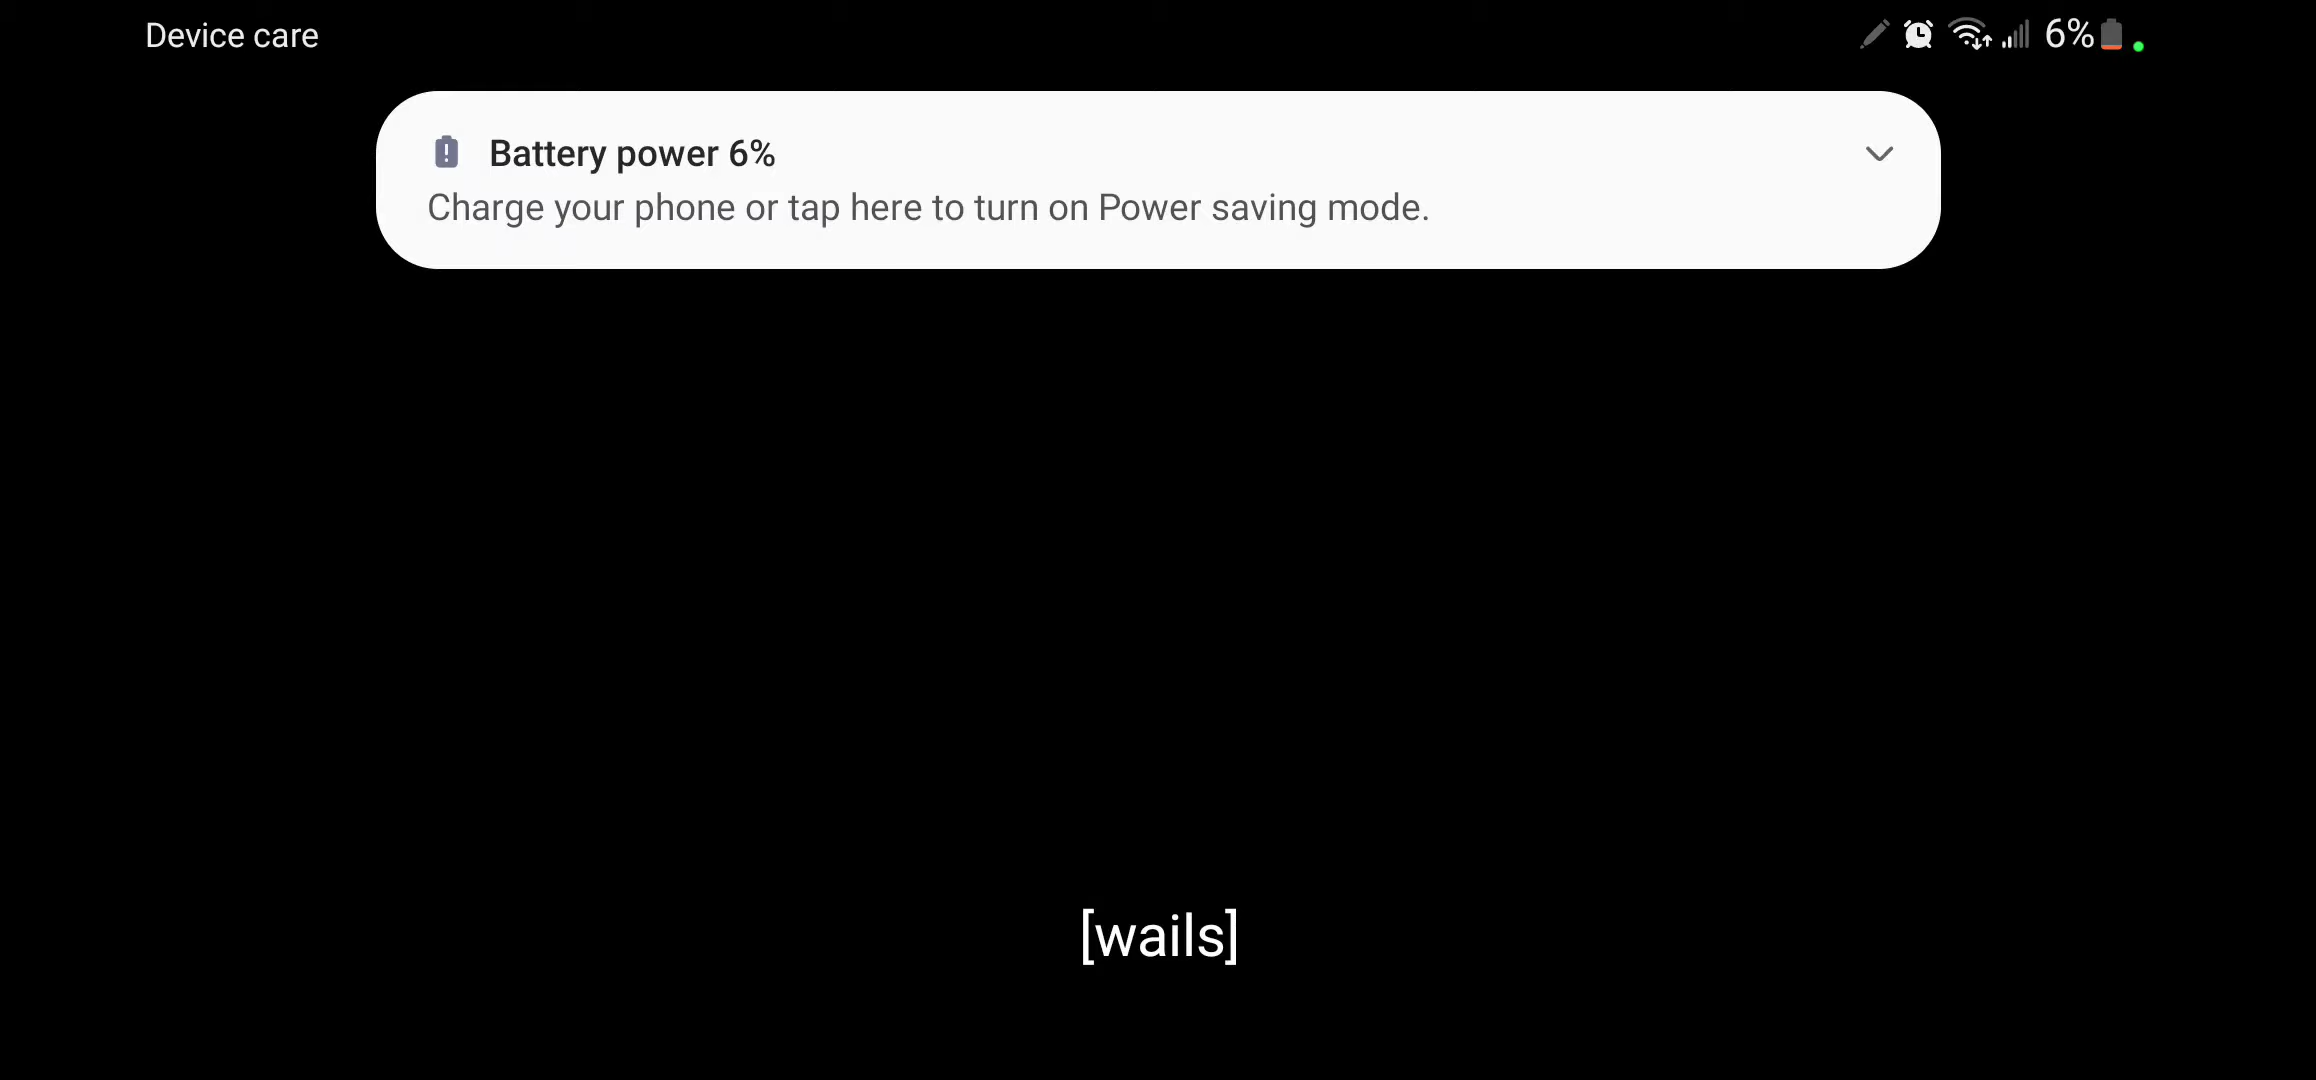 Device care
6%
Battery power 6%
Charge your phone or tap here to turn on Power saving mode.
[wails]